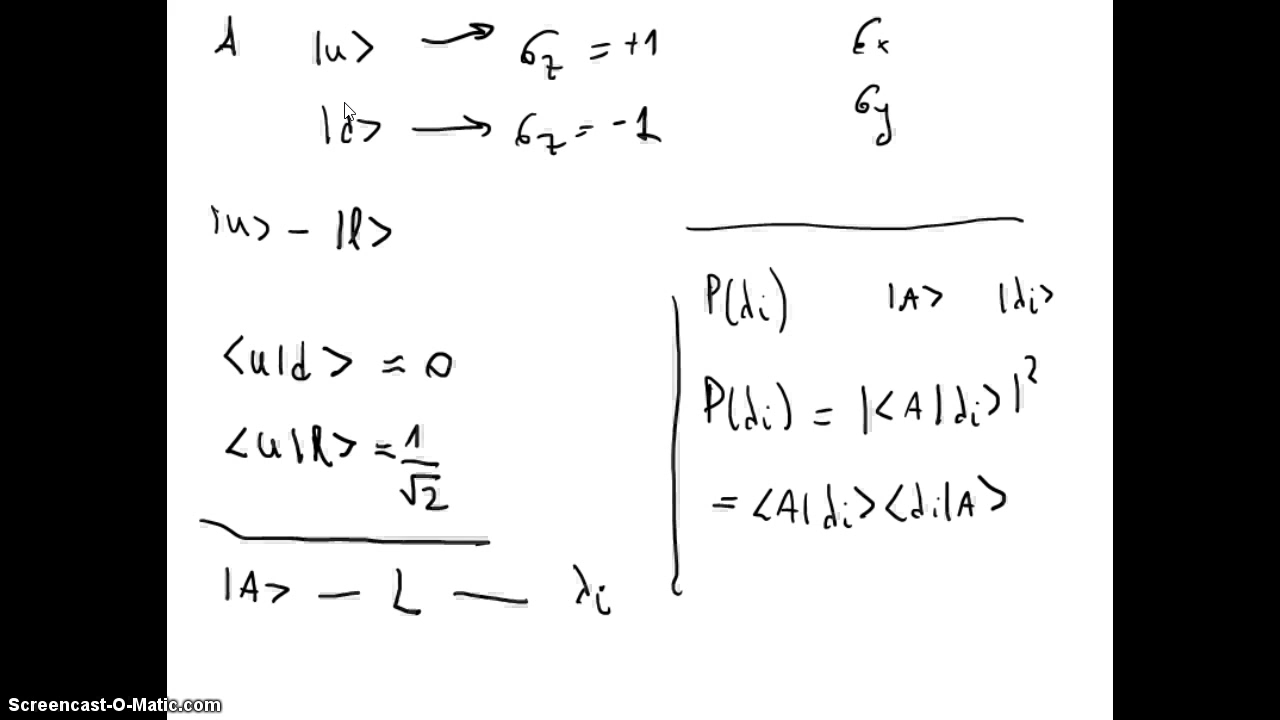 A |u> → σz = +1
|d> → σz = -1
σx
σy
|u> - |l>
<u|d> = 0
<u|l> = 1/√2
|A> — L — λi
P(λi) |A> |λi>
P(λi) = |<A|λi>|²
= <A|λi><λi|A>
Screencast-O-Matic.com